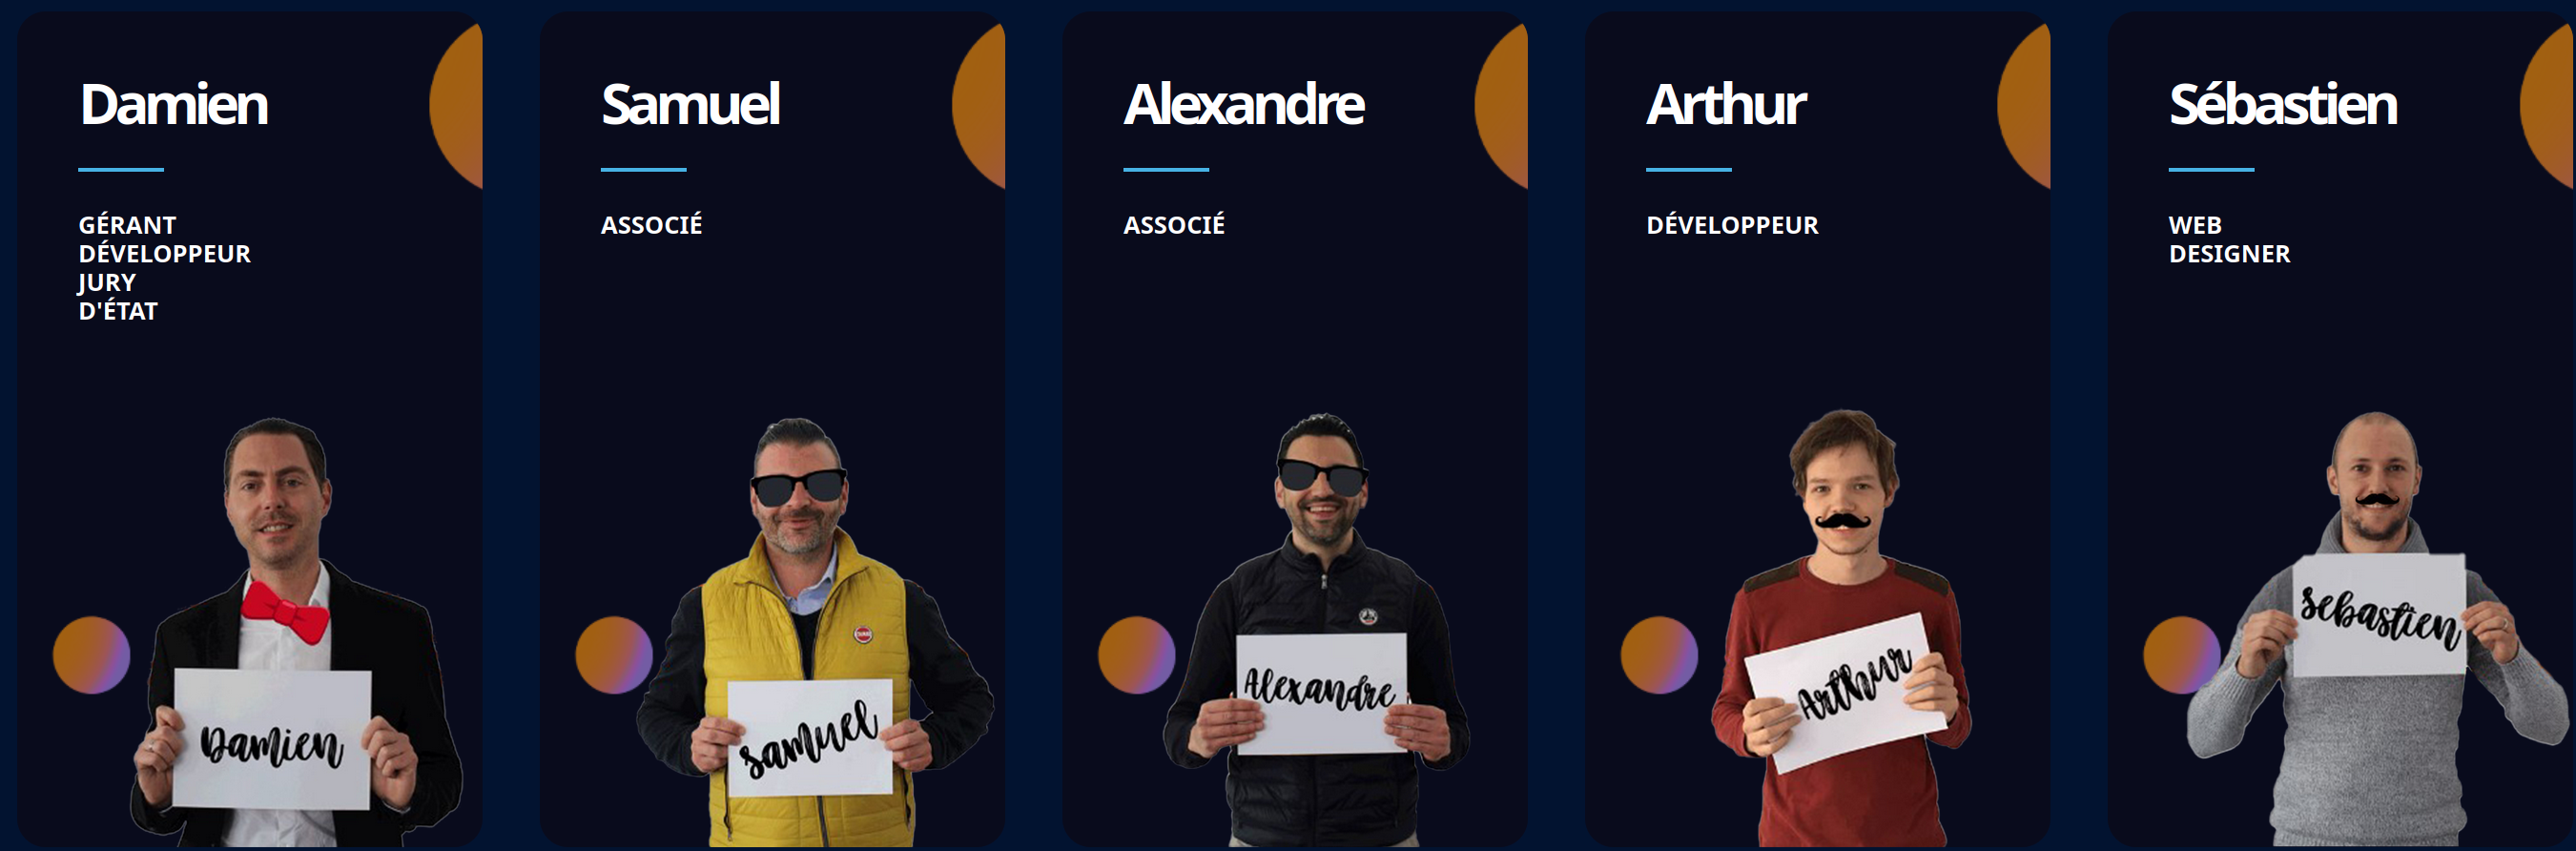 Damien
GÉRANT
DÉVELOPPEUR
JURY
D'ÉTAT
Damien
Samuel
ASSOCIÉ
samuel
Alexandre
ASSOCIÉ
Alexandre
Arthur
DÉVELOPPEUR
Arthur
Sébastien
WEB
DESIGNER
sebastien